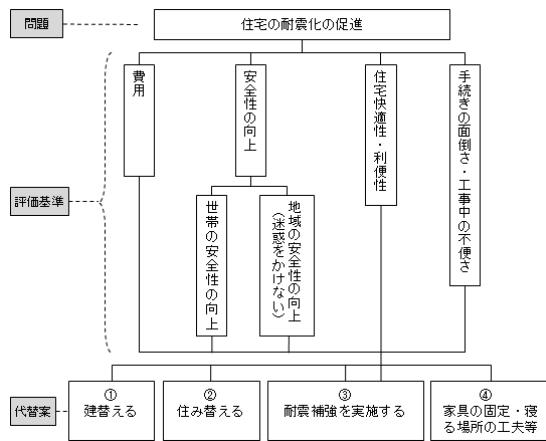 問題
住宅の耐震化の促進
評価基準
費用
安全性の向上
住宅快適性・利便性
手続きの面倒さ・工事中の不便さ
世帯の安全性の向上
地域の安全性の向上
(迷惑をかけない)
代替案
①
建替える
②
住み替える
③
耐震補強を実施する
④
家具の固定・寝
る場所の工夫等